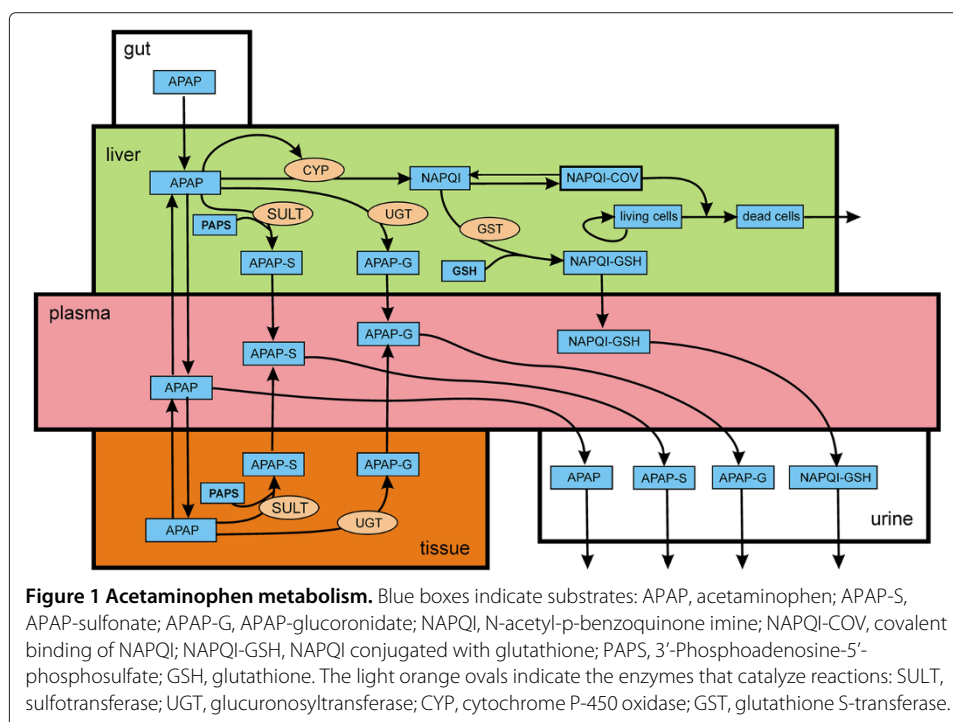 gut
APAP
liver
CYP
APAP
NAPQI
NAPQI-COV
PAPS
SULT
UGT
GST
living cells
dead cells
APAP-S
APAP-G
GSH
NAPQI-GSH
plasma
APAP-G
APAP-S
NAPQI-GSH
APAP
APAP-S
APAP-G
PAPS
SULT
UGT
APAP
tissue
APAP
APAP-S
APAP-G
NAPQI-GSH
urine
Figure 1 Acetaminophen metabolism. Blue boxes indicate substrates: APAP, acetaminophen; APAP-S,
APAP-sulfonate; APAP-G, APAP-glucoronidate; NAPQI, N-acetyl-p-benzoquinone imine; NAPQI-COV, covalent
binding of NAPQI; NAPQI-GSH, NAPQI conjugated with glutathione; PAPS, 3’-Phosphoadenosine-5’-
phosphosulfate; GSH, glutathione. The light orange ovals indicate the enzymes that catalyze reactions: SULT,
sulfotransferase; UGT, glucuronosyltransferase; CYP, cytochrome P-450 oxidase; GST, glutathione S-transferase.